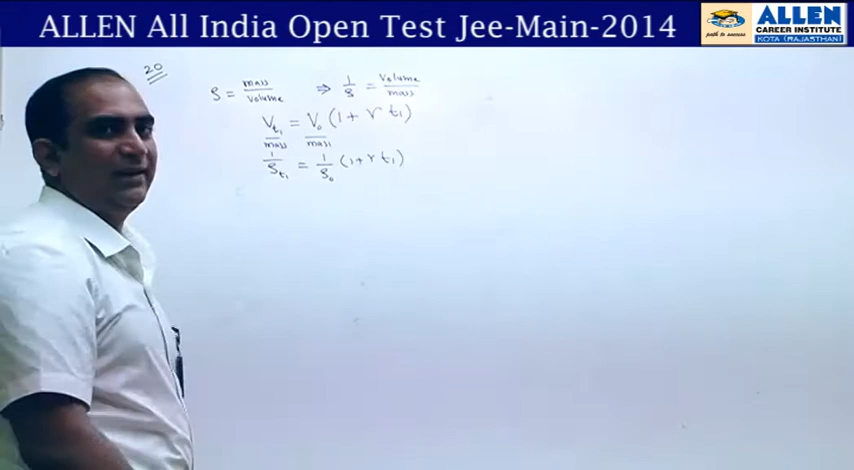 ALLEN All India Open Test Jee-Main-2014
ALLEN
CAREER INSTITUTE
KOTA (RAJASTHAN)
path to success
20
ρ = mass / volume ⇒ 1/ρ = volume / mass
V_t₁ / mass = V₀ / mass (1 + γ t₁)
1/ρ_t₁ = 1/ρ₀ (1 + γ t₁)